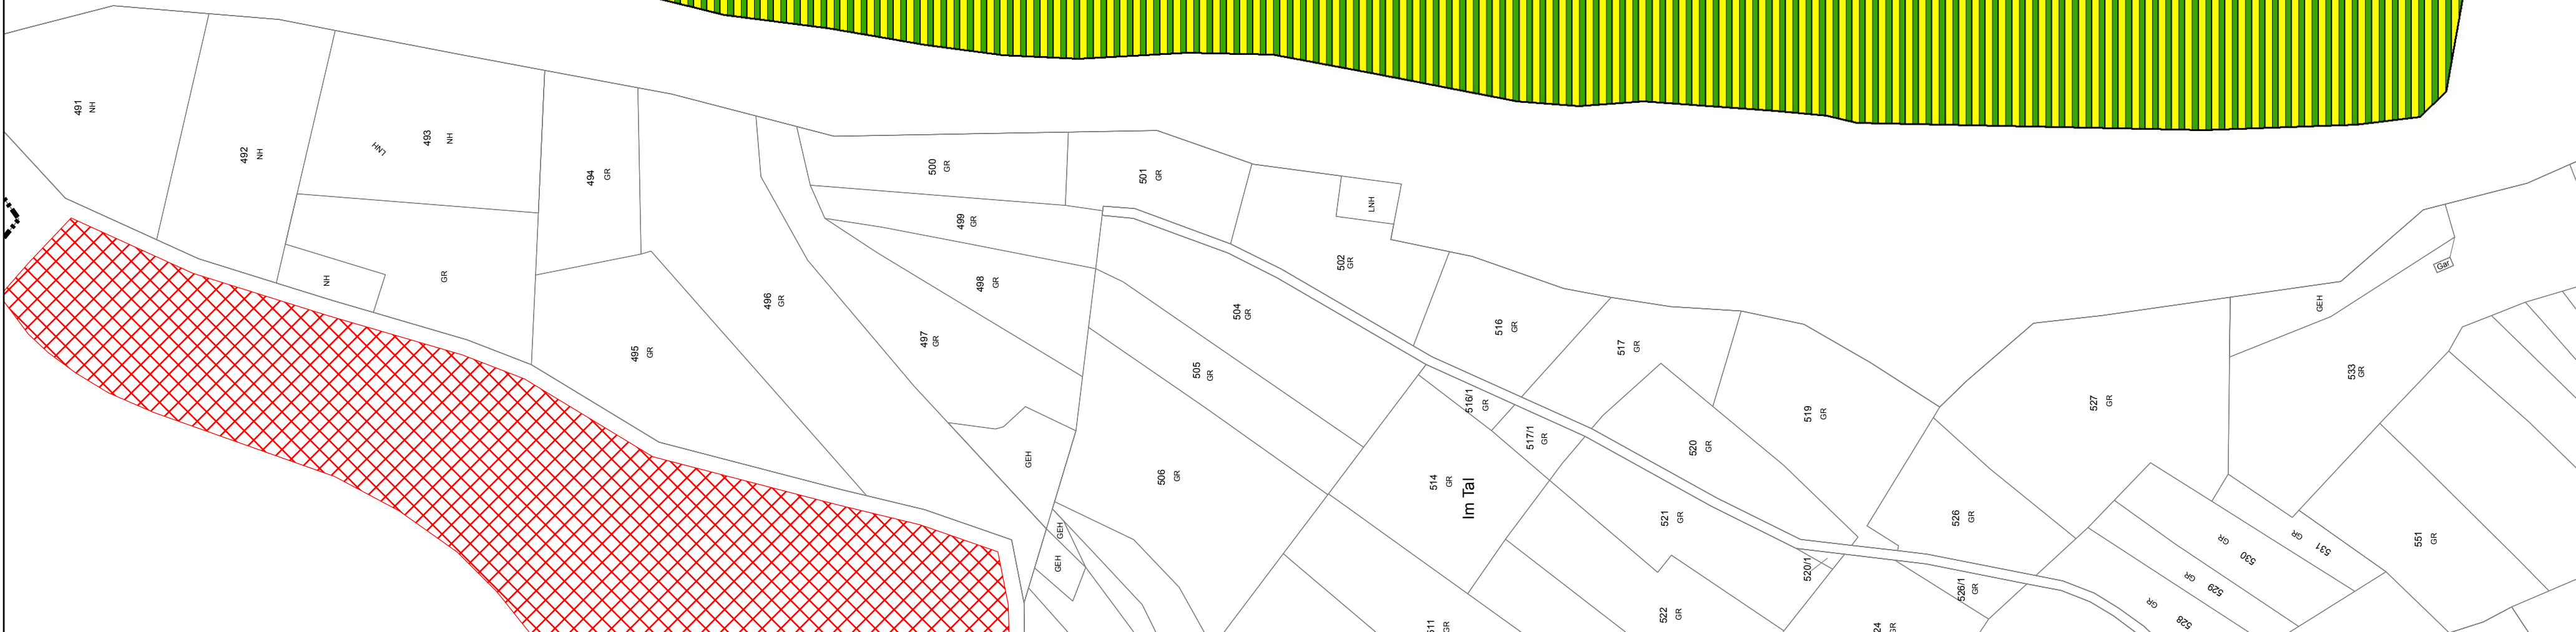 491
NH
492
NH
493
NH
LNH
NH
GR
494
GR
495
GR
496
GR
497
GR
498
GR
499
GR
500
GR
501
GR
502
GR
LNH
504
GR
505
GR
506
GR
GEH
GEH
GEH
514
GR
Im Tal
516
GR
516/1
GR
517
GR
517/1
GR
519
GR
520
GR
520/1
521
GR
522
GR
526
GR
526/1
GR
527
GR
528
GR
529
GR
530
GR
531
GR
533
GR
GEH
Gar
551
GR
GR
GR